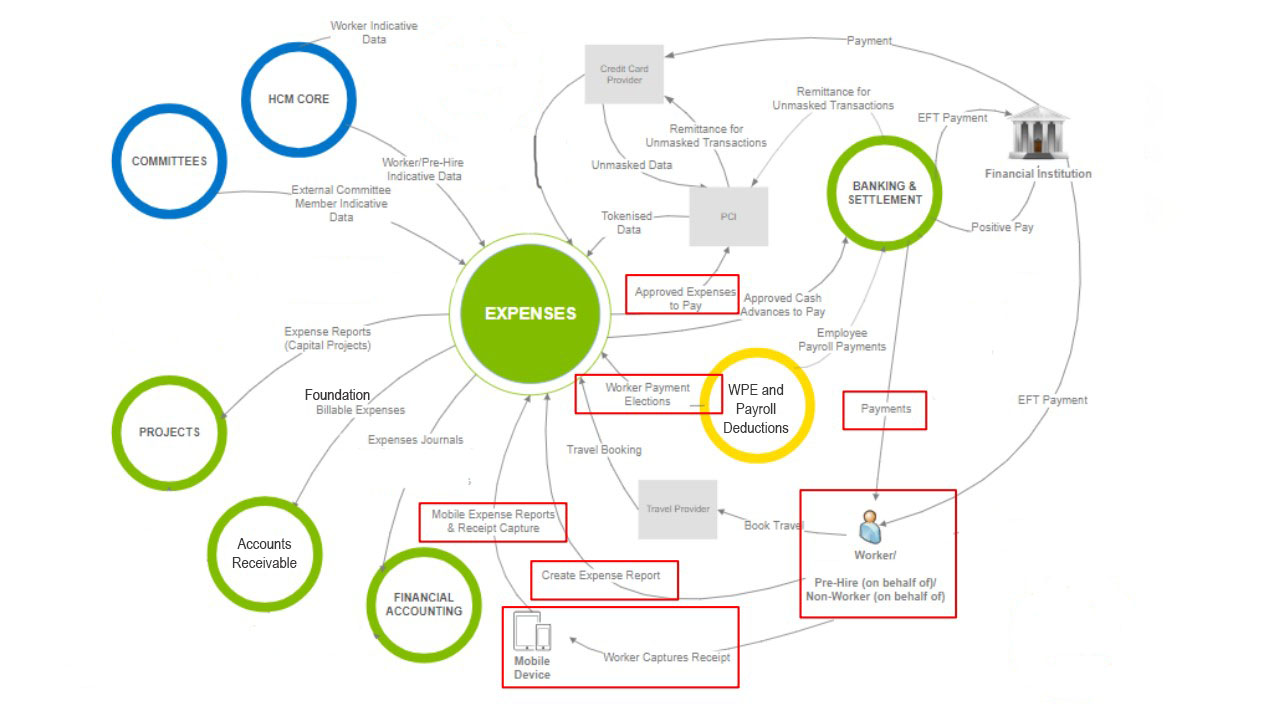 Worker Indicative
Data
HCM CORE
COMMITTEES
Worker/Pre-Hire
Indicative Data
External Committee
Member Indicative
Data
Credit Card
Provider
Payment
Remittance for
Unmasked Transactions
Remittance for
Unmasked Transactions
Unmasked Data
EFT Payment
Financial Institution
BANKING &
SETTLEMENT
Positive Pay
Tokenised
Data
PCI
EXPENSES
Approved Expenses
to Pay
Approved Cash
Advances to Pay
Employee
Payroll Payments
Expense Reports
(Capital Projects)
Foundation
Billable Expenses
Worker Payment
Elections
WPE and
Payroll
Deductions
Payments
EFT Payment
PROJECTS
Expenses Journals
Travel Booking
Mobile Expense Reports
& Receipt Capture
Travel Provider
Book Travel
Accounts
Receivable
Worker/
Pre-Hire (on behalf of)/
Non-Worker (on behalf of)
Create Expense Report
FINANCIAL
ACCOUNTING
Mobile
Device
Worker Captures Receipt